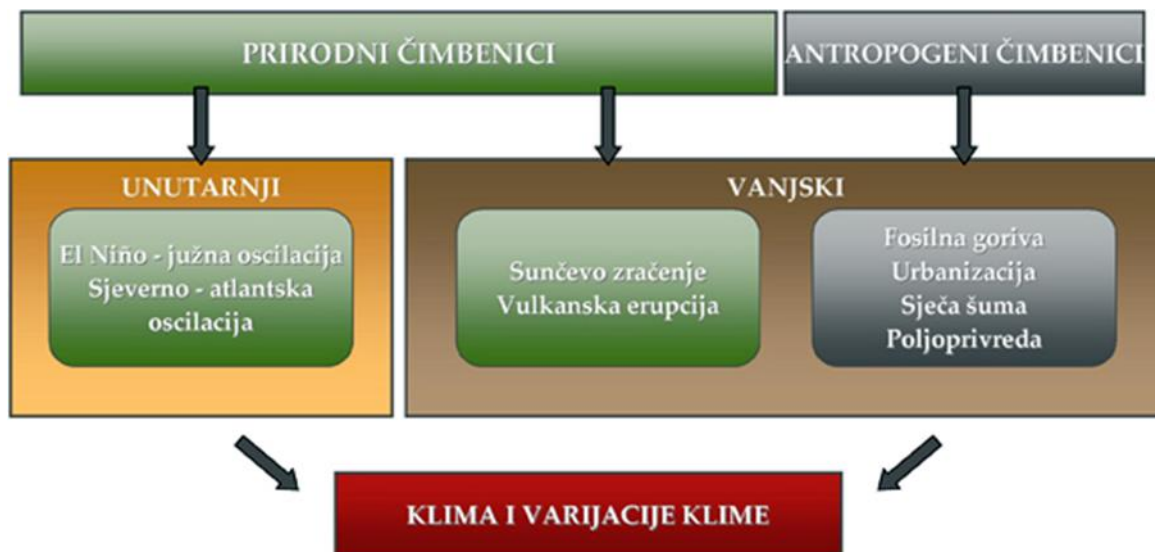 PRIRODNI ČIMBENICI
ANTROPOGENI ČIMBENICI
UNUTARNJI
El Niño - južna oscilacija
Sjeverno - atlantska
oscilacija
VANJSKI
Sunčevo zračenje
Vulkanska erupcija
Fosilna goriva
Urbanizacija
Sječa šuma
Poljoprivreda
KLIMA I VARIJACIJE KLIME